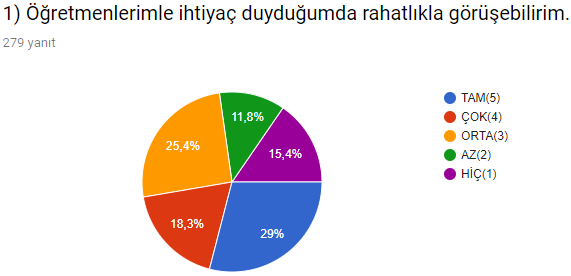 1) Öğretmenlerimle ihtiyaç duyduğumda rahatlıkla görüşebilirim.
279 yanıt
TAM(5)
ÇOK(4)
ORTA(3)
AZ(2)
HİÇ(1)
11,8%
25,4%
15,4%
18,3%
29%